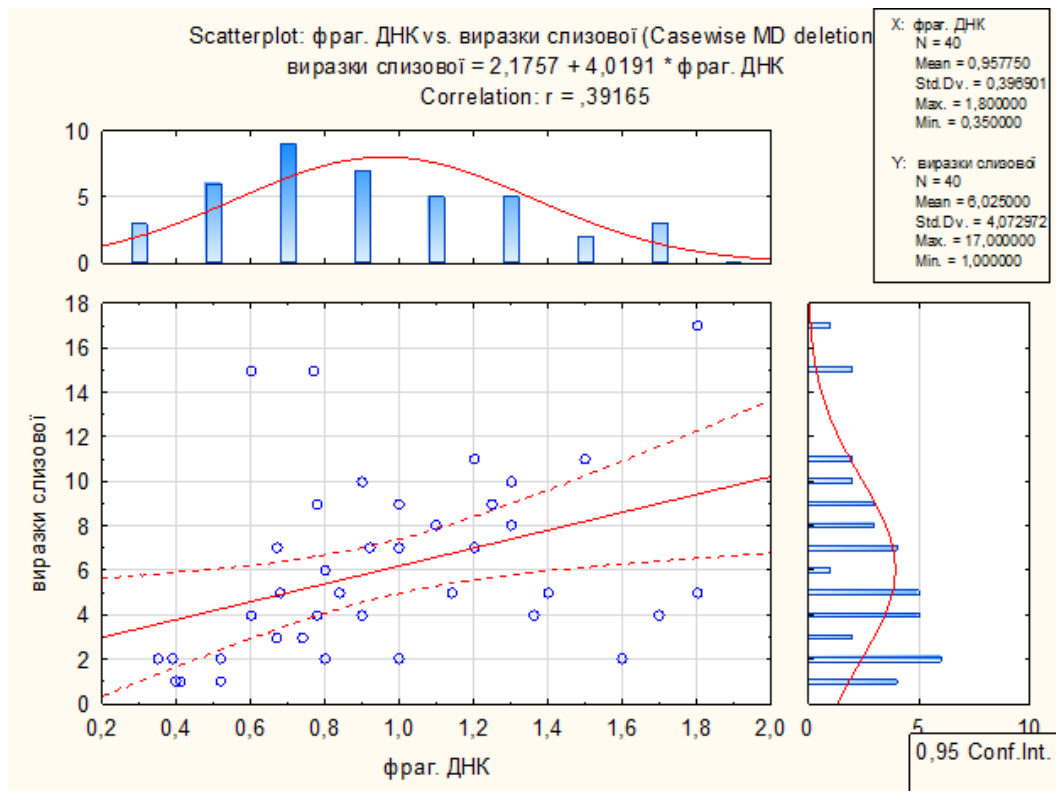 Scatterplot: фраг. ДНК vs. виразки слизової (Casewise MD deletion
виразки слизової = 2,1757 + 4,0191 * фраг. ДНК
Correlation: r = ,39165
X: фраг. ДНК
N = 40
Mean = 0,957750
Std.Dv. = 0,396901
Max. = 1,800000
Min. = 0,350000
Y: виразки слизової
N = 40
Mean = 6,025000
Std.Dv. = 4,072972
Max. = 17,000000
Min. = 1,000000
10
5
0
18
16
14
12
10
8
6
4
2
0
виразки слизової
0,2 0,4 0,6 0,8 1,0 1,2 1,4 1,6 1,8 2,0
фраг. ДНК
0 5 10
0,95 Conf.Int.